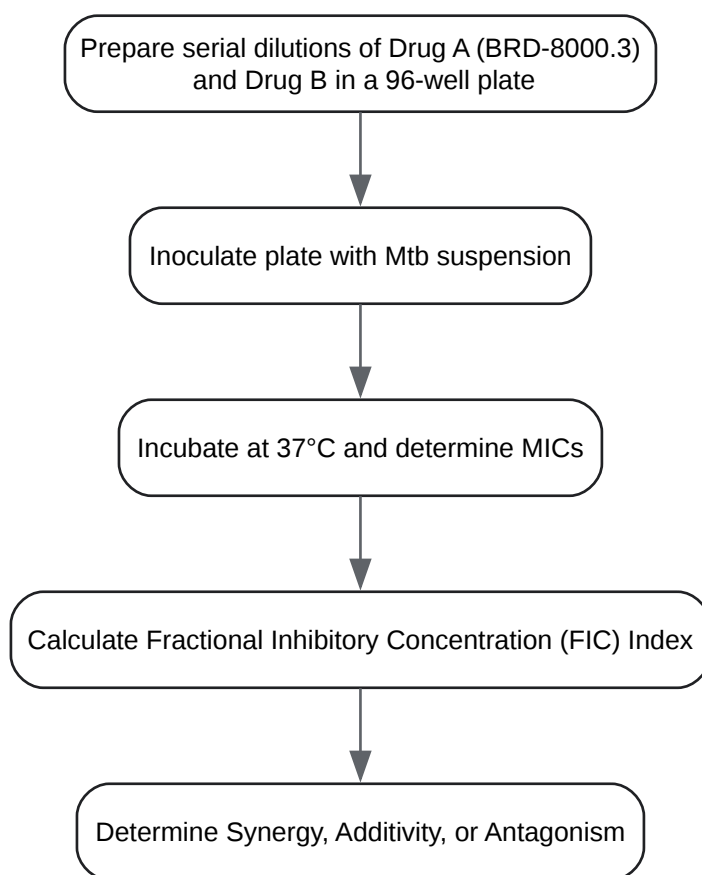 Prepare serial dilutions of Drug A (BRD-8000.3)
and Drug B in a 96-well plate
Inoculate plate with Mtb suspension
Incubate at 37°C and determine MICs
Calculate Fractional Inhibitory Concentration (FIC) Index
Determine Synergy, Additivity, or Antagonism